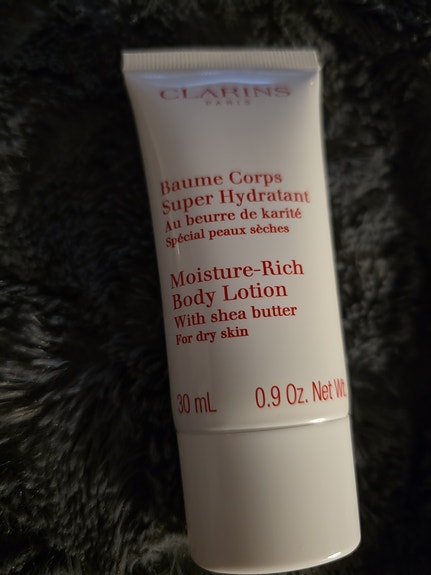 CLARINS
PARIS
Baume Corps
Super Hydratant
Au beurre de karité
Spécial peaux sèches
Moisture-Rich
Body Lotion
With shea butter
For dry skin
30 mL 0.9 Oz. Net Wt.